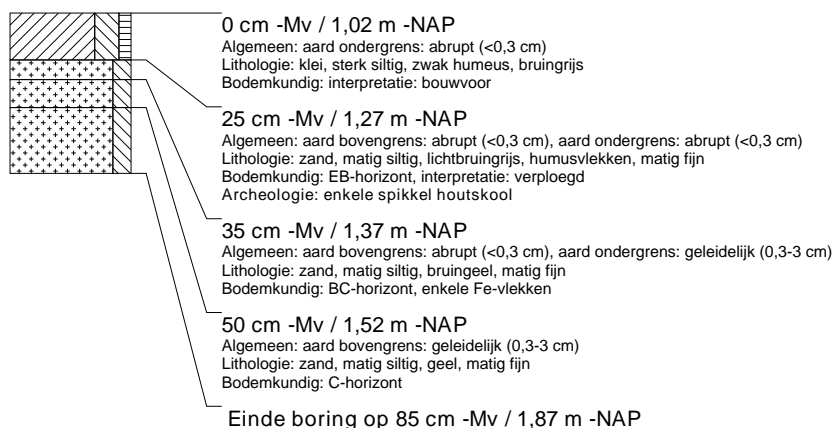 0 cm -Mv / 1,02 m -NAP
Algemeen: aard ondergrens: abrupt (<0,3 cm)
Lithologie: klei, sterk siltig, zwak humeus, bruingrijs
Bodemkundig: interpretatie: bouwvoor
25 cm -Mv / 1,27 m -NAP
Algemeen: aard bovengrens: abrupt (<0,3 cm), aard ondergrens: abrupt (<0,3 cm)
Lithologie: zand, matig siltig, lichtbruingrijs, humusvlekken, matig fijn
Bodemkundig: EB-horizont, interpretatie: verploegd
Archeologie: enkele spikkel houtskool
35 cm -Mv / 1,37 m -NAP
Algemeen: aard bovengrens: abrupt (<0,3 cm), aard ondergrens: geleidelijk (0,3-3 cm)
Lithologie: zand, matig siltig, bruingeel, matig fijn
Bodemkundig: BC-horizont, enkele Fe-vlekken
50 cm -Mv / 1,52 m -NAP
Algemeen: aard bovengrens: geleidelijk (0,3-3 cm)
Lithologie: zand, matig siltig, geel, matig fijn
Bodemkundig: C-horizont
Einde boring op 85 cm -Mv / 1,87 m -NAP